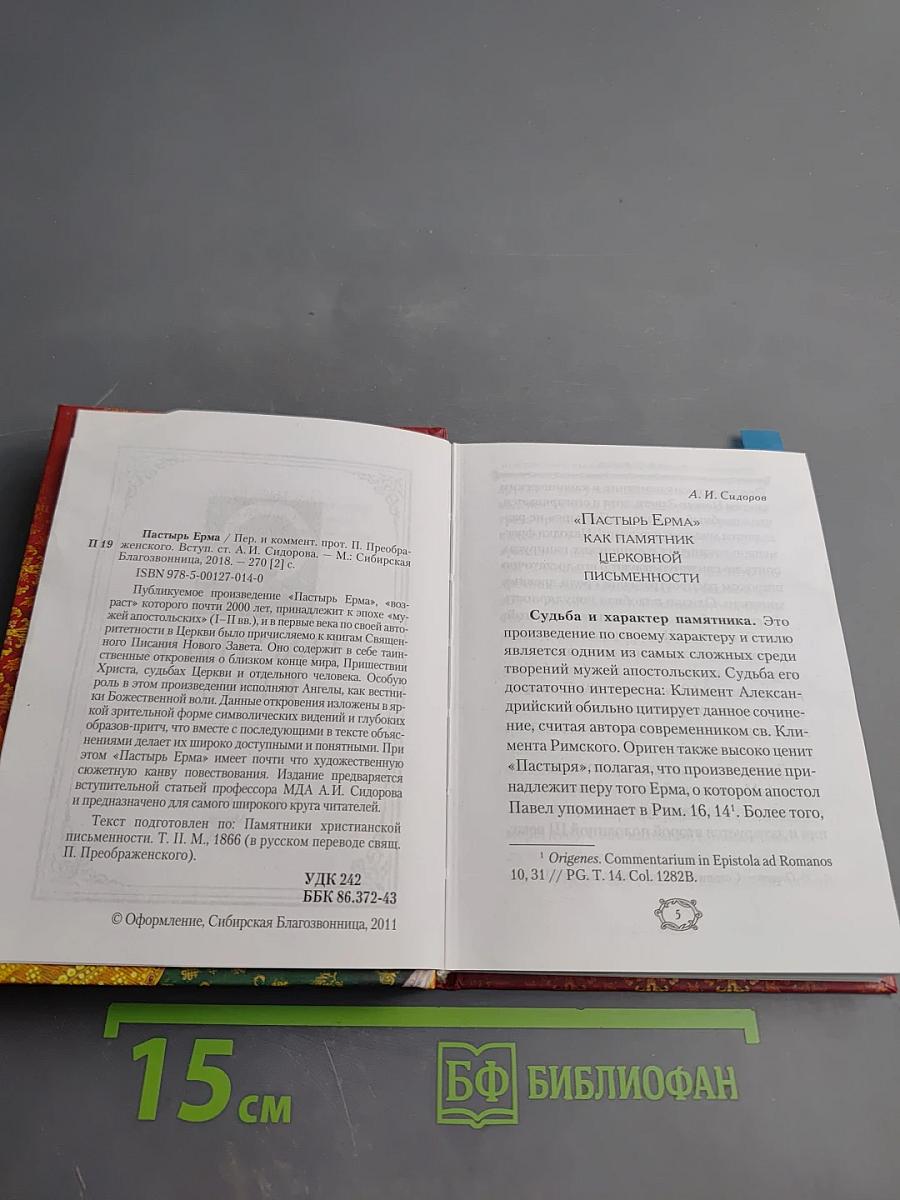 Пастырь Ерма / Пер. и коммент. прот. П. Преобра-
П 19 женского. Вступ. ст. А. И. Сидорова. — М.: Сибирская
Благозвонница, 2018. — 270 [2] с.
ISBN 978-5-00127-014-0
Публикуемое произведение «Пастырь Ерма», «воз-
раст» которого почти 2000 лет, принадлежит к эпохе «му-
жей апостольских» (I–II вв.), и в первые века по своей авто-
ритетности в Церкви было причисляемо к книгам Священ-
ного Писания Нового Завета. Оно содержит в себе таин-
ственные откровения о близком конце мира, Пришествии
Христа, судьбах Церкви и отдельного человека. Особую
роль в этом произведении исполняют Ангелы, как вестни-
ки Божественной воли. Данные откровения изложены в яр-
кой зрительной форме символических видений и глубоких
образов-притч, что вместе с последующими в тексте объяс-
нениями делает их широко доступными и понятными. При
этом «Пастырь Ерма» имеет почти что художественную
сюжетную канву повествования. Издание предваряется
вступительной статьей профессора МДА А.И. Сидорова
и предназначено для самого широкого круга читателей.
Текст подготовлен по: Памятники христианской
письменности. Т. II. М., 1866 (в русском переводе свящ.
П. Преображенского).
УДК 242
ББК 86.372-43
© Оформление, Сибирская Благозвонница, 2011
А. И. Сидоров
«Пастырь Ерма»
как памятник
церковной
письменности
Судьба и характер памятника. Это
произведение по своему характеру и стилю
является одним из самых сложных среди
творений мужей апостольских. Судьба его
достаточно интересна: Климент Алексан-
дрийский обильно цитирует данное сочине-
ние, считая автора современником св. Кли-
мента Римского. Ориген также высоко ценит
«Пастыря», полагая, что произведение при-
надлежит перу того Ерма, о котором апостол
Павел упоминает в Рим. 16, 14¹. Более того,
¹ Origenes. Commentarium in Epistola ad Romanos
10, 31 // PG. T. 14. Col. 1282B.
5
15 см
БФ БИБЛИОФАН